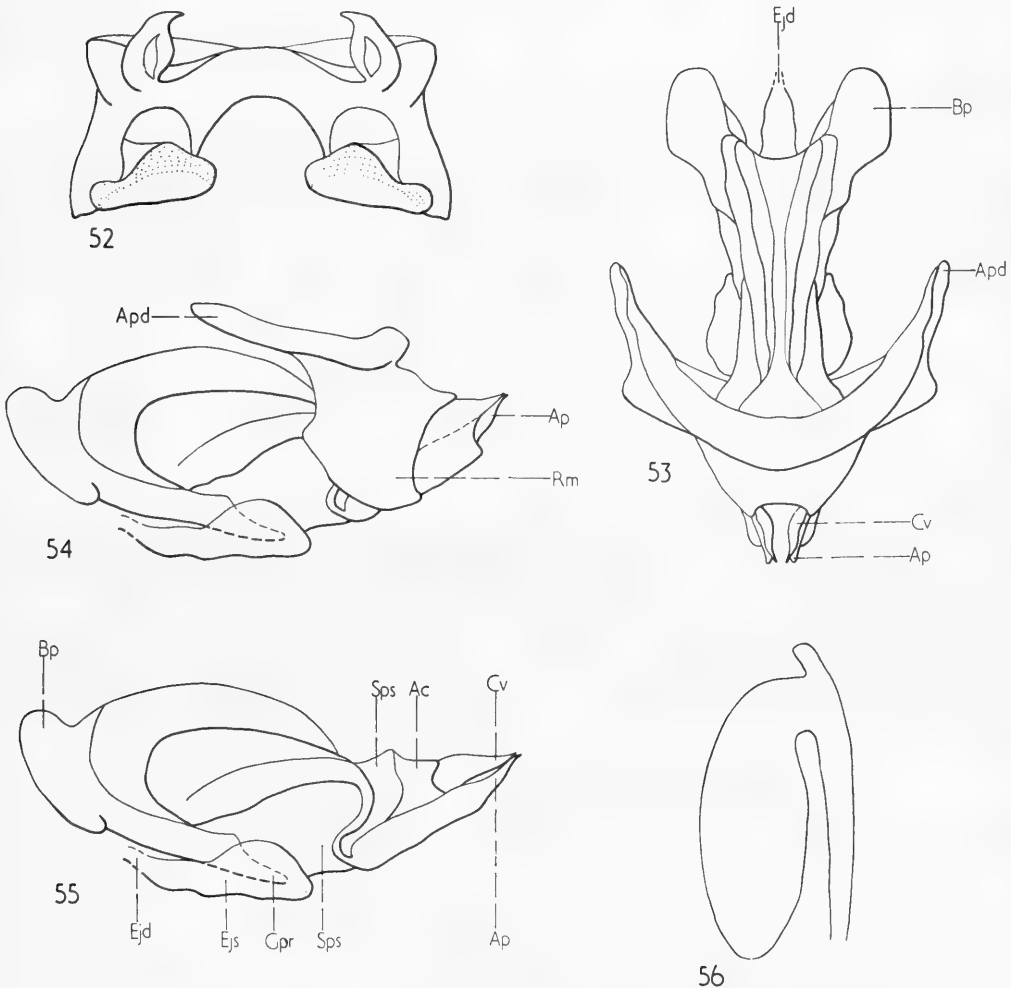 Ejd
Bp
52
Apd
Apd
Ap
Rm
53
54
Cv
Ap
Bp
Sps Ac Cv
55
Ejd Ejs Gpr Sps Ap
56